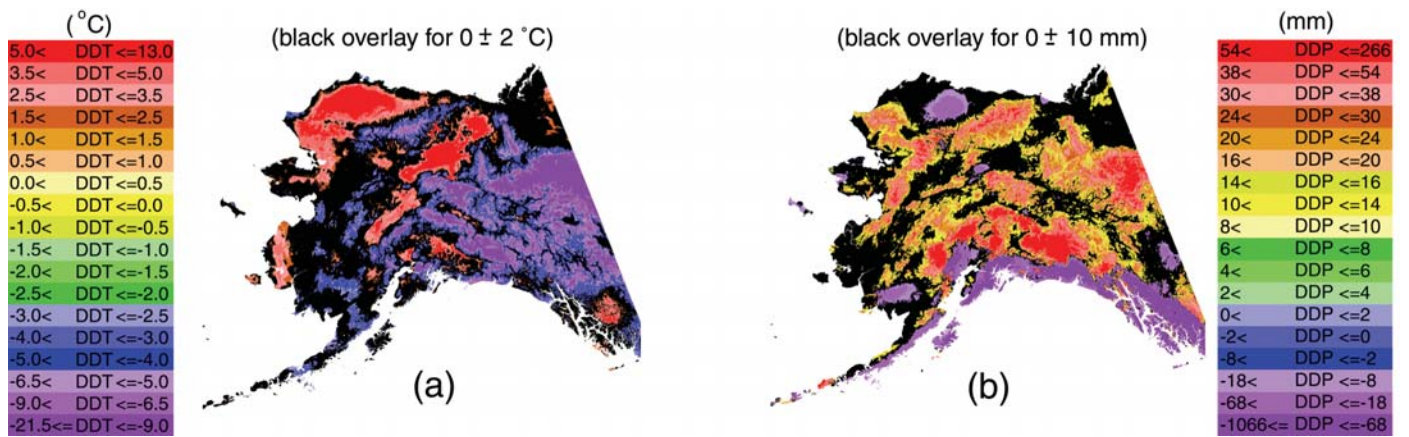 (°C)
5.0< DDT <=13.0
3.5< DDT <=5.0
2.5< DDT <=3.5
1.5< DDT <=2.5
1.0< DDT <=1.5
0.5< DDT <=1.0
0.0< DDT <=0.5
-0.5< DDT <=0.0
-1.0< DDT <=-0.5
-1.5< DDT <=-1.0
-2.0< DDT <=-1.5
-2.5< DDT <=-2.0
-3.0< DDT <=-2.5
-4.0< DDT <=-3.0
-5.0< DDT <=-4.0
-6.5< DDT <=-5.0
-9.0< DDT <=-6.5
-21.5<= DDT <=-9.0
(black overlay for 0 ± 2 °C)
(a)
(black overlay for 0 ± 10 mm)
(b)
(mm)
54< DDP <=266
38< DDP <=54
30< DDP <=38
24< DDP <=30
20< DDP <=24
16< DDP <=20
14< DDP <=16
10< DDP <=14
8< DDP <=10
6< DDP <=8
4< DDP <=6
2< DDP <=4
0< DDP <=2
-2< DDP <=0
-8< DDP <=-2
-18< DDP <=-8
-68< DDP <=-18
-1066<= DDP <=-68